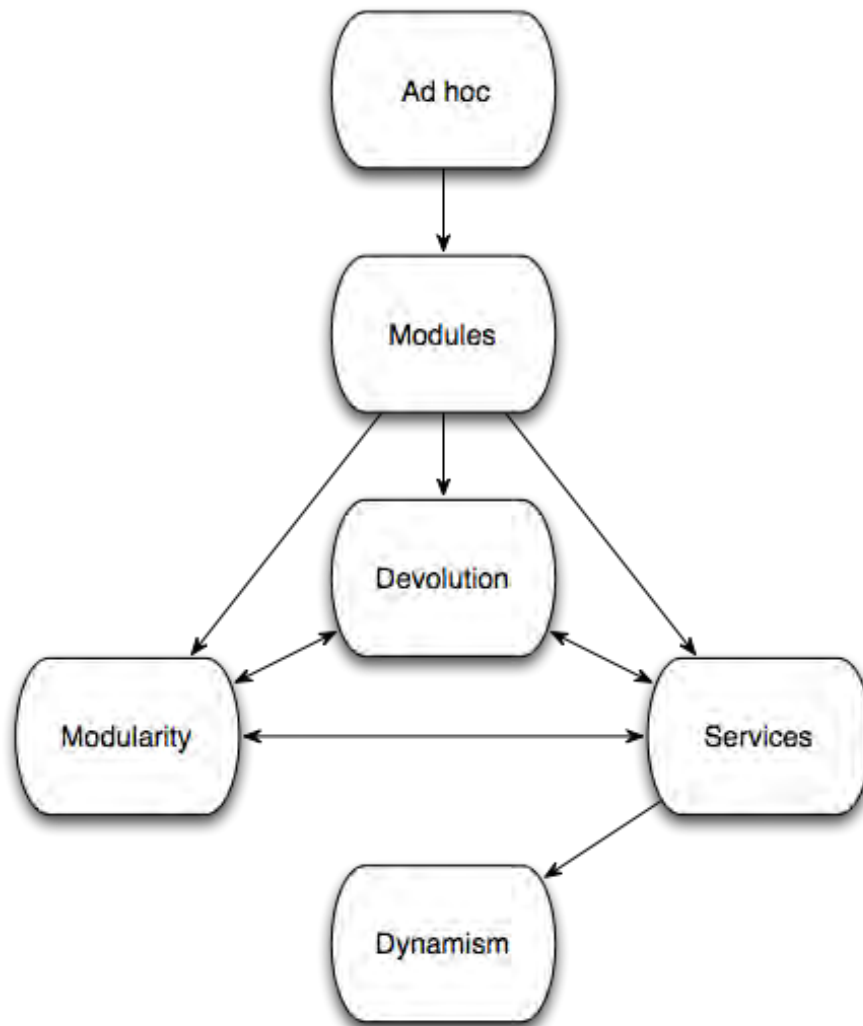 Ad hoc
Modules
Devolution
Modularity
Services
Dynamism